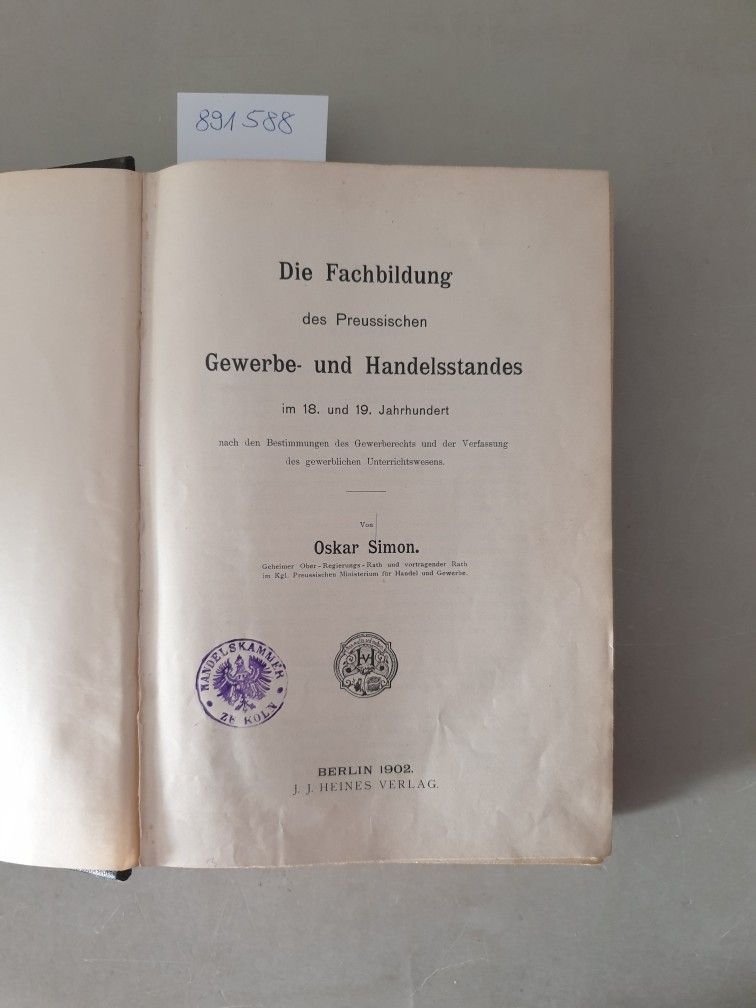 891588
Die Fachbildung
des Preussischen
Gewerbe- und Handelsstandes
im 18. und 19. Jahrhundert
nach den Bestimmungen des Gewerberechts und der Verfassung
des gewerblichen Unterrichtswesens.
Von
Oskar Simon.
Geheimer Ober-Regierungs-Rath und vortragender Rath
im Kgl. Preussischen Ministerium für Handel und Gewerbe.
HANDELSKAMMER
ZU KÖLN
BERLIN 1902.
J. J. HEINES VERLAG.